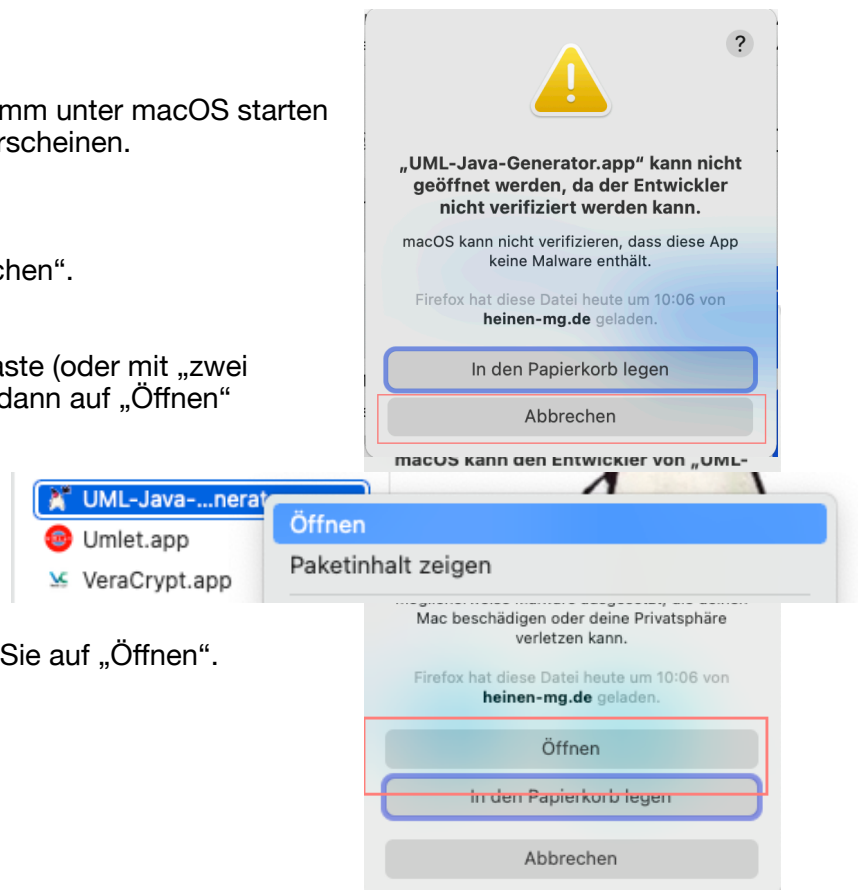 ?
mm unter macOS starten
rscheinen.
„UML-Java-Generator.app“ kann nicht
geöffnet werden, da der Entwickler
nicht verifiziert werden kann.
macOS kann nicht verifizieren, dass diese App
keine Malware enthält.
chen“.
Firefox hat diese Datei heute um 10:06 von
heinen-mg.de geladen.
aste (oder mit „zwei
dann auf „Öffnen“
In den Papierkorb legen
Abbrechen
macOS kann den Entwickler von „UML-
UML-Java-...nerat
Umlet.app
VeraCrypt.app
Öffnen
Paketinhalt zeigen
Mac beschädigen oder deine Privatsphäre
verletzen kann.
Sie auf „Öffnen“.
Firefox hat diese Datei heute um 10:06 von
heinen-mg.de geladen.
Öffnen
In den Papierkorb legen
Abbrechen